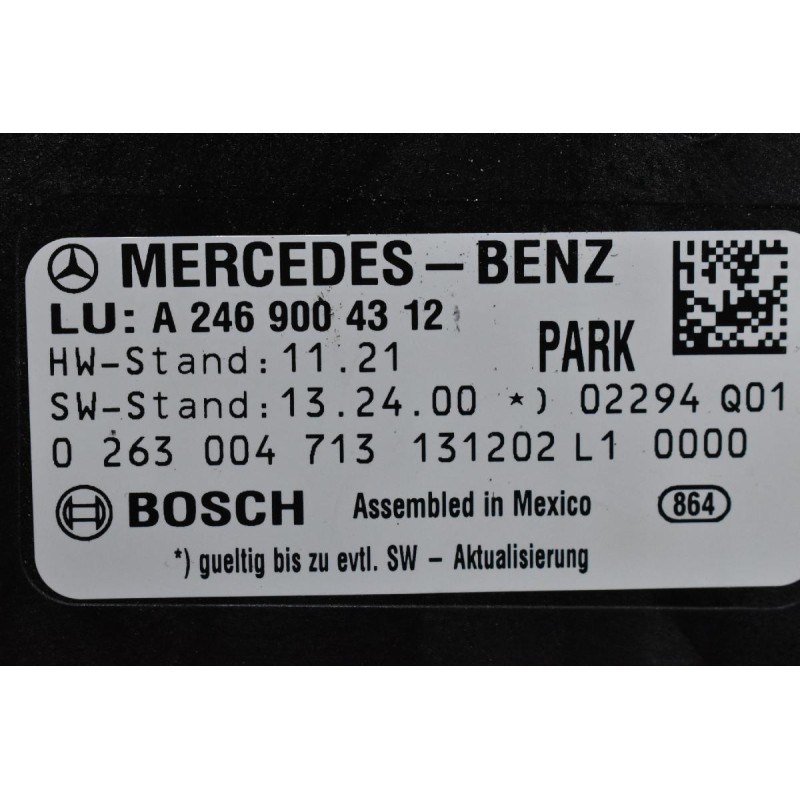 MERCEDES-BENZ
LU: A 246 900 43 12
HW-Stand: 11.21 PARK
SW-Stand: 13.24.00 *) 02294 Q01
0 263 004 713 131202 L1 0000
BOSCH Assembled in Mexico 864
*) gueltig bis zu evtl. SW - Aktualisierung